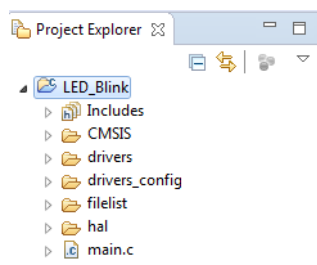 Project Explorer
LED_Blink
Includes
CMSIS
drivers
drivers_config
filelist
hal
main.c